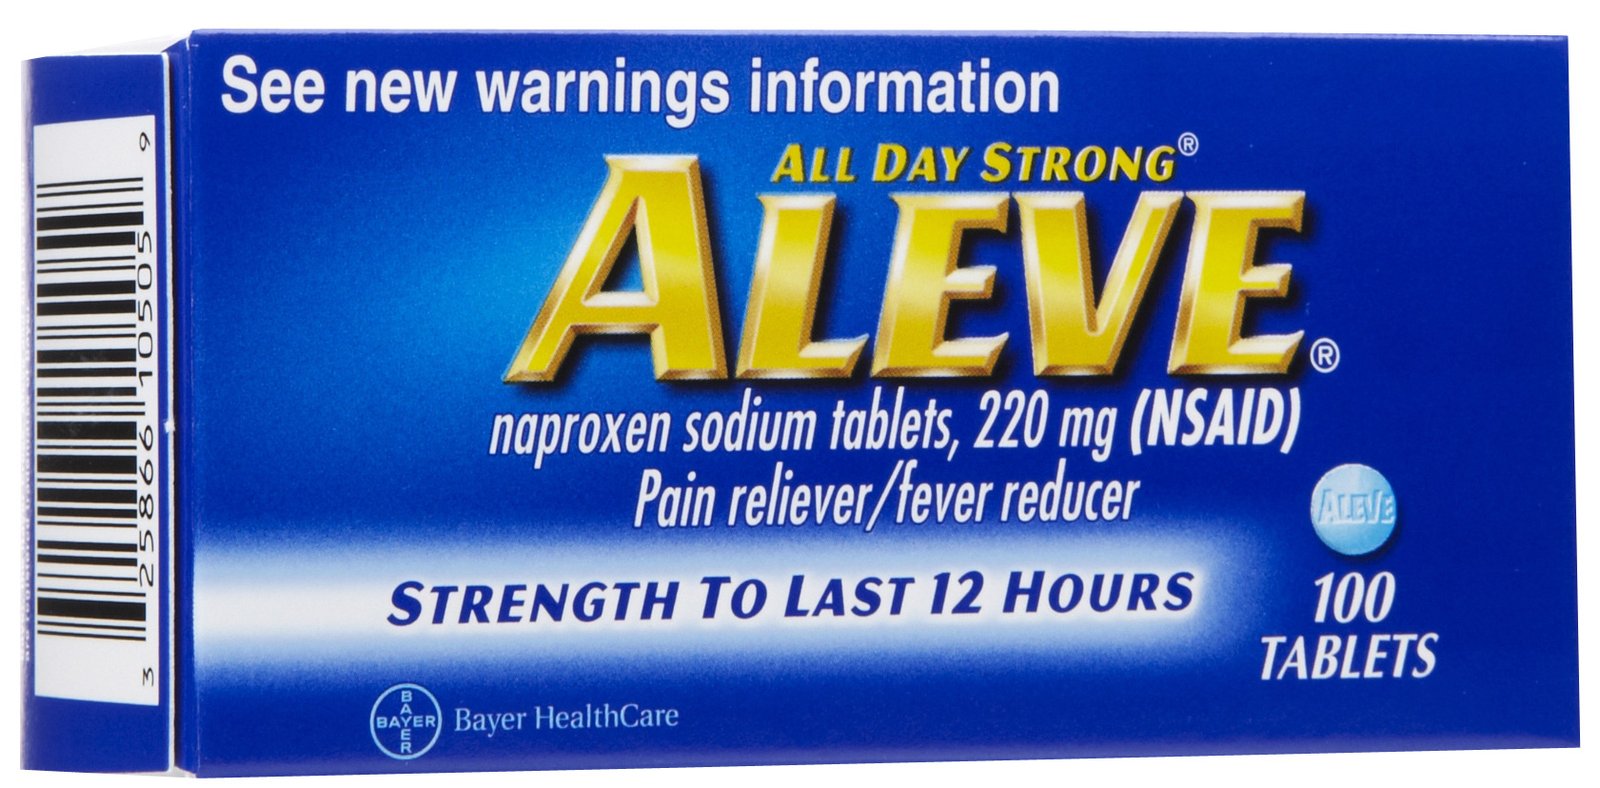 See new warnings information
ALL DAY STRONG®
ALEVE®
naproxen sodium tablets, 220 mg (NSAID)
Pain reliever/fever reducer
ALEVE
STRENGTH TO LAST 12 HOURS
100
TABLETS
BAYER
BAYER
Bayer HealthCare
3 25866 10505 9